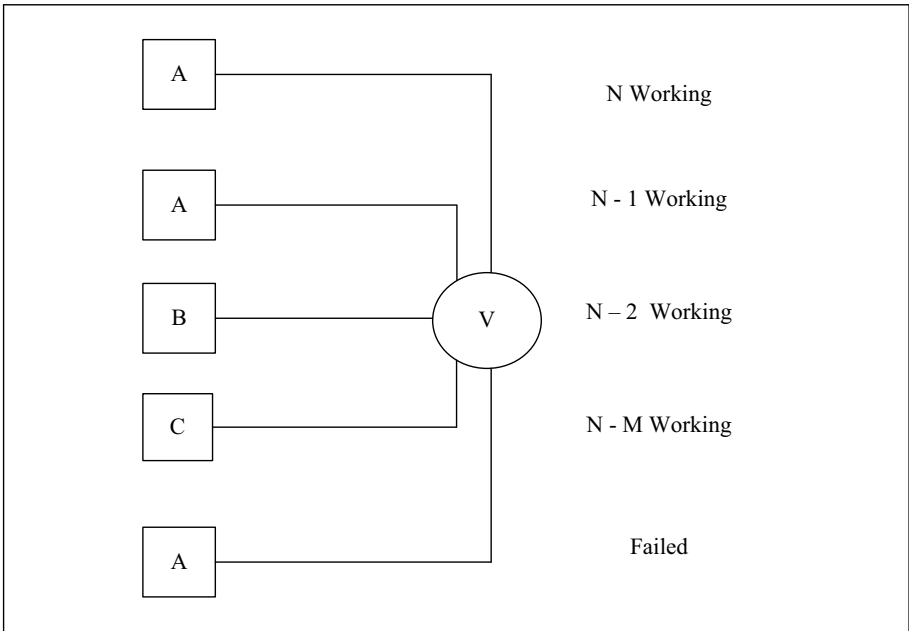 A
N Working
A
N - 1 Working
B
V
N – 2 Working
C
N - M Working
A
Failed